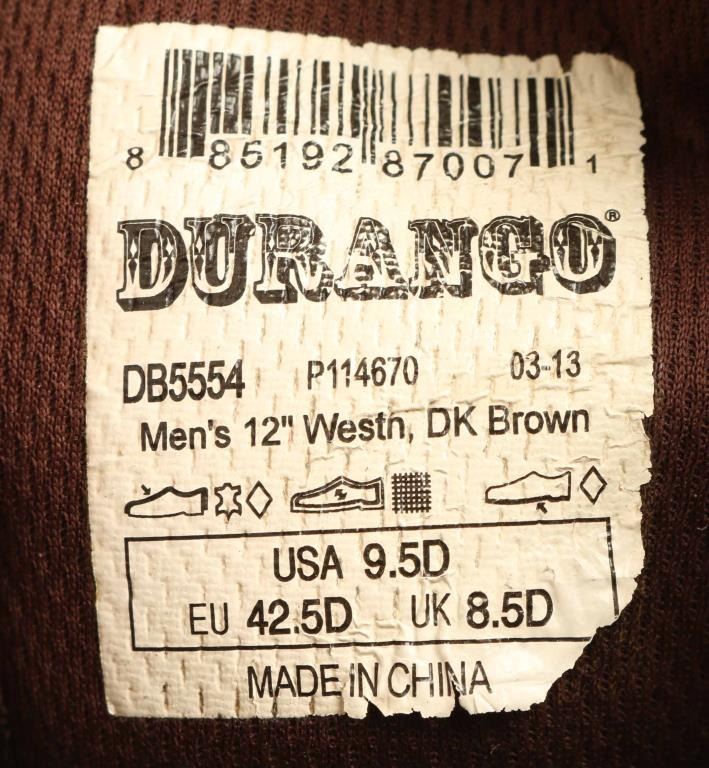 8 85192 87007 1
DURANGO®
DB5554 P114670 03-13
Men's 12" Westn, DK Brown
USA 9.5D
EU 42.5D UK 8.5D
MADE iN CHINA